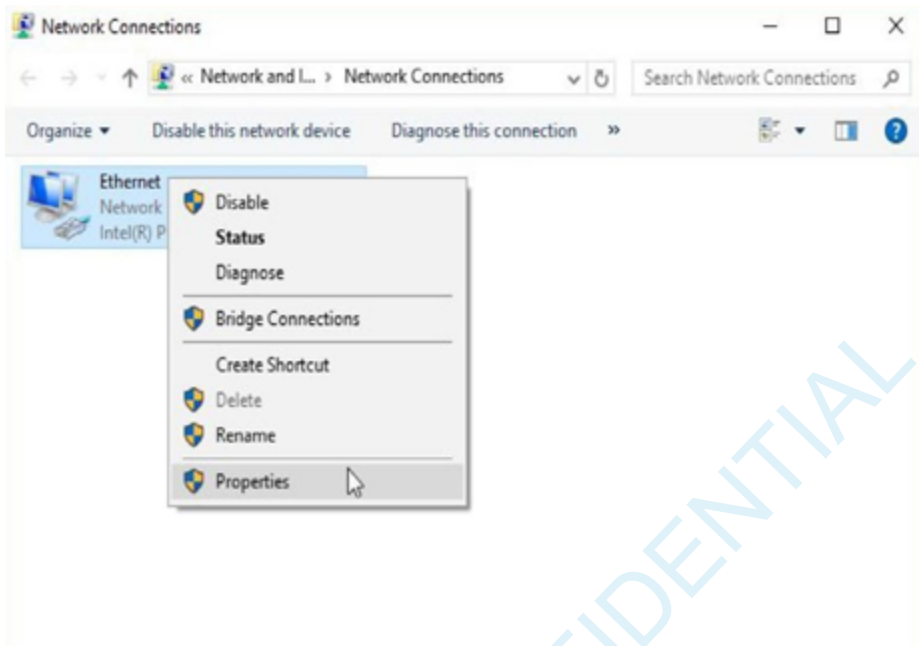 Network Connections
« Network and I... › Network Connections
Search Network Connections
Organize
Disable this network device
Diagnose this connection
»
Ethernet
Network
Intel(R) P
Disable
Status
Diagnose
Bridge Connections
Create Shortcut
Delete
Rename
Properties
FIDENTIAL